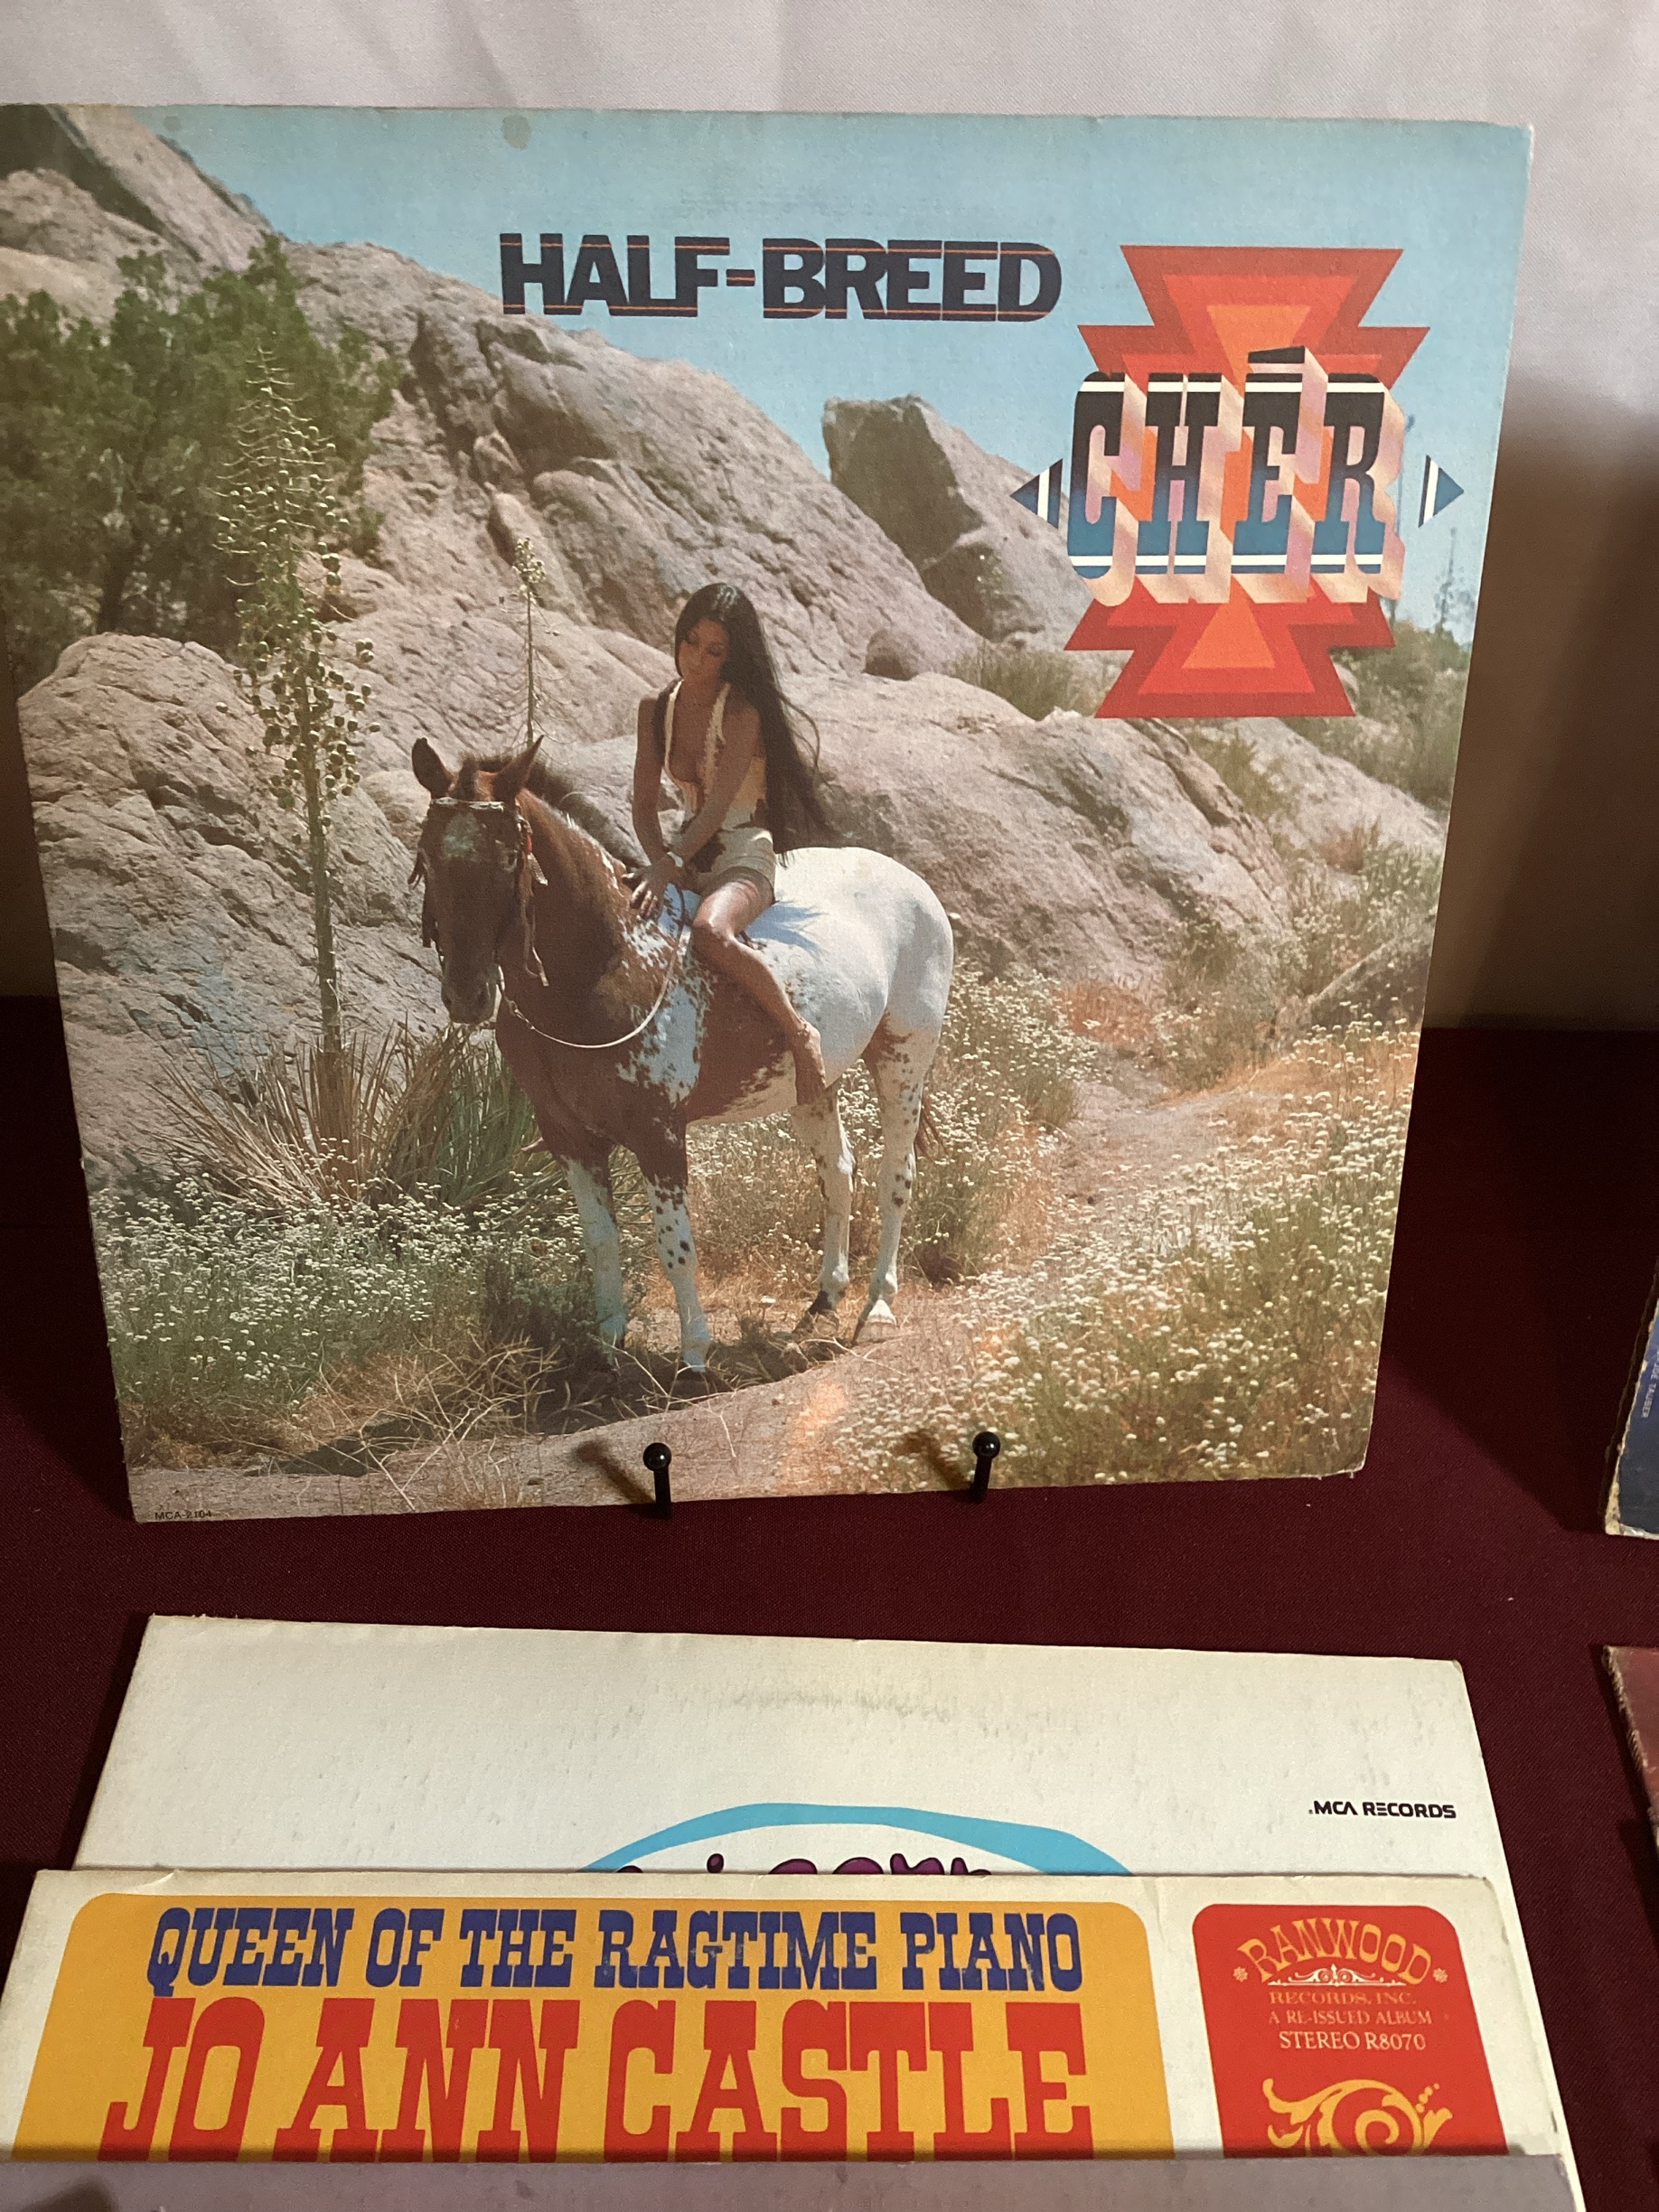 HALF-BREED
CHÉR
MCA-2104
MCA RECORDS
QUEEN OF THE RAGTIME PIANO
JO ANN CASTLE
RANWOOD
RECORDS, INC.
A RE-ISSUED ALBUM
STEREO R8070